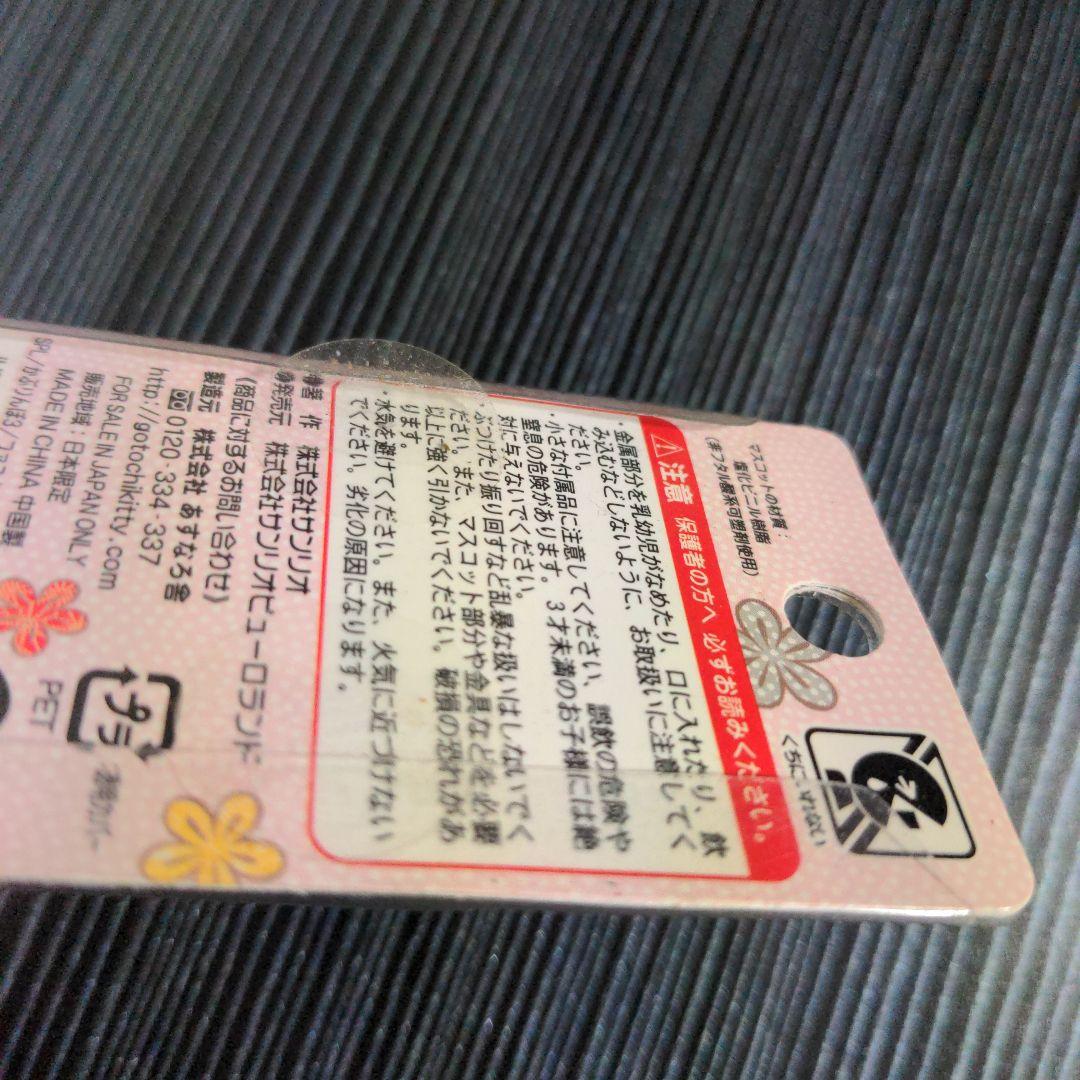 マスコットの材質：
塩化ビニル樹脂
(非フタル酸系可塑剤使用)
くちにいれない
注意 保護者の方へ 必ずお読みください。
・金属部分を乳幼児がなめたり、口に入れたり、飲
み込むなどしないように、お取扱いに注意してく
ださい。
・小さな付属品に注意してください。誤飲の危険や
窒息の危険があります。3才未満のお子様には絶
対に与えないでください。
・ぶつけたり振り回すなど乱暴な扱いはしないでく
ださい。また、マスコット部分や金具などを必要
以上に強く引かないでください。破損の恐れがあ
ります。
・水気を避けてください。また、火気に近づけない
でください。劣化の原因になります。
著 作 株式会社サンリオ
発売元 株式会社サンリオピューロランド
《商品に対するお問い合わせ》
製造元 株式会社 あすなろ舎
0120-334-337
http://gotochikitty.com
FOR SALE IN JAPAN ONLY
販売地域：日本限定
MADE IN CHINA 中国製
プラ
PET